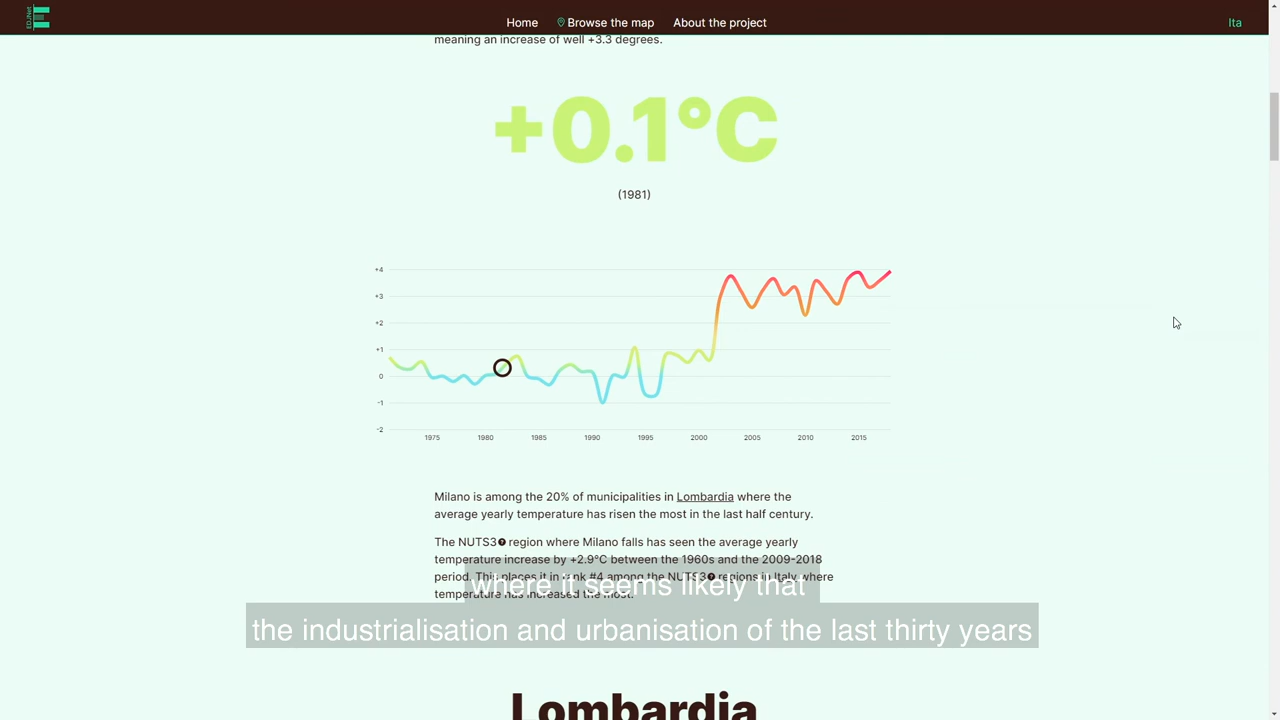 EDJNet
Home
Browse the map
About the project
Ita
meaning an increase of well +3.3 degrees.
+0.1°C
(1981)
+4
+3
+2
+1
0
-1
-2
1975
1980
1985
1990
1995
2000
2005
2010
2015
Milano is among the 20% of municipalities in Lombardia where the
average yearly temperature has risen the most in the last half century.
The NUTS3? region where Milano falls has seen the average yearly
temperature increase by +2.9°C between the 1960s and the 2009-2018
period. This places it in rank #4 among the NUTS3? regions in Italy where
temperature has increased the most.
where it seems likely that
the industrialisation and urbanisation of the last thirty years
Lombardia